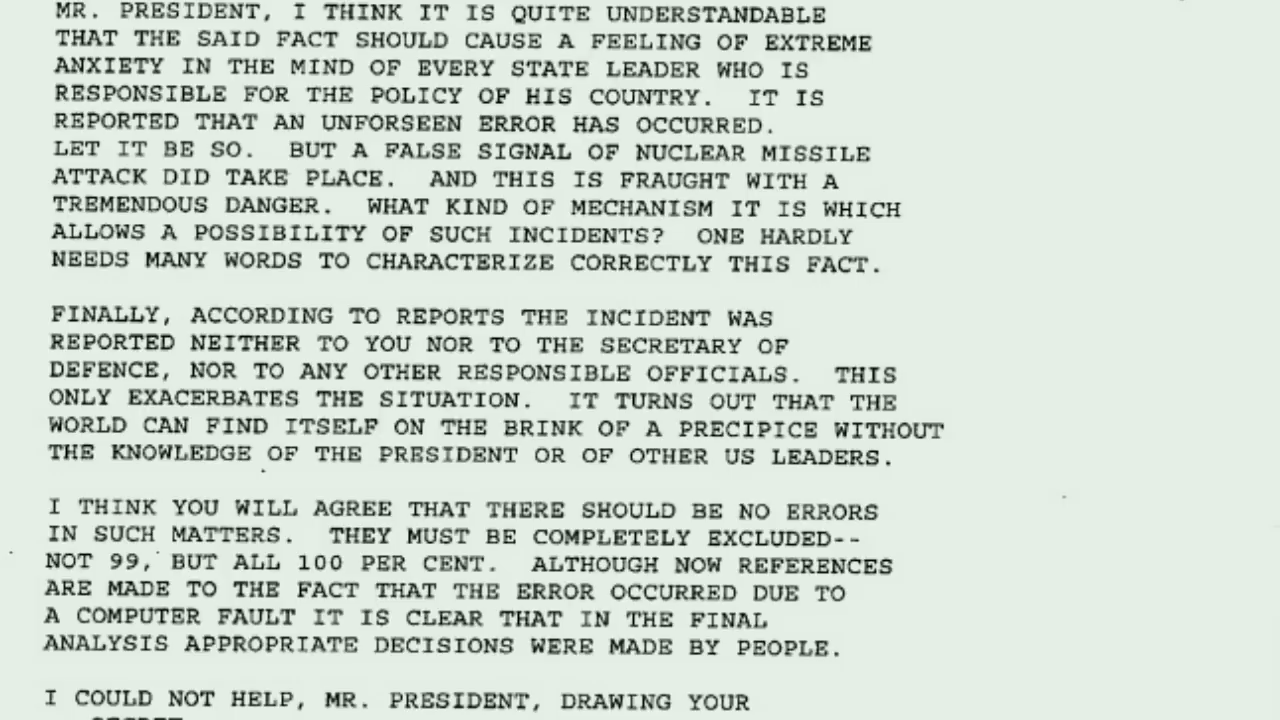 MR. PRESIDENT, I THINK IT IS QUITE UNDERSTANDABLE
THAT THE SAID FACT SHOULD CAUSE A FEELING OF EXTREME
ANXIETY IN THE MIND OF EVERY STATE LEADER WHO IS
RESPONSIBLE FOR THE POLICY OF HIS COUNTRY. IT IS
REPORTED THAT AN UNFORSEEN ERROR HAS OCCURRED.
LET IT BE SO. BUT A FALSE SIGNAL OF NUCLEAR MISSILE
ATTACK DID TAKE PLACE. AND THIS IS FRAUGHT WITH A
TREMENDOUS DANGER. WHAT KIND OF MECHANISM IT IS WHICH
ALLOWS A POSSIBILITY OF SUCH INCIDENTS? ONE HARDLY
NEEDS MANY WORDS TO CHARACTERIZE CORRECTLY THIS FACT.
FINALLY, ACCORDING TO REPORTS THE INCIDENT WAS
REPORTED NEITHER TO YOU NOR TO THE SECRETARY OF
DEFENCE, NOR TO ANY OTHER RESPONSIBLE OFFICIALS. THIS
ONLY EXACERBATES THE SITUATION. IT TURNS OUT THAT THE
WORLD CAN FIND ITSELF ON THE BRINK OF A PRECIPICE WITHOUT
THE KNOWLEDGE OF THE PRESIDENT OR OF OTHER US LEADERS.
I THINK YOU WILL AGREE THAT THERE SHOULD BE NO ERRORS
IN SUCH MATTERS. THEY MUST BE COMPLETELY EXCLUDED--
NOT 99, BUT ALL 100 PER CENT. ALTHOUGH NOW REFERENCES
ARE MADE TO THE FACT THAT THE ERROR OCCURRED DUE TO
A COMPUTER FAULT IT IS CLEAR THAT IN THE FINAL
ANALYSIS APPROPRIATE DECISIONS WERE MADE BY PEOPLE.
I COULD NOT HELP, MR. PRESIDENT, DRAWING YOUR
SECRET